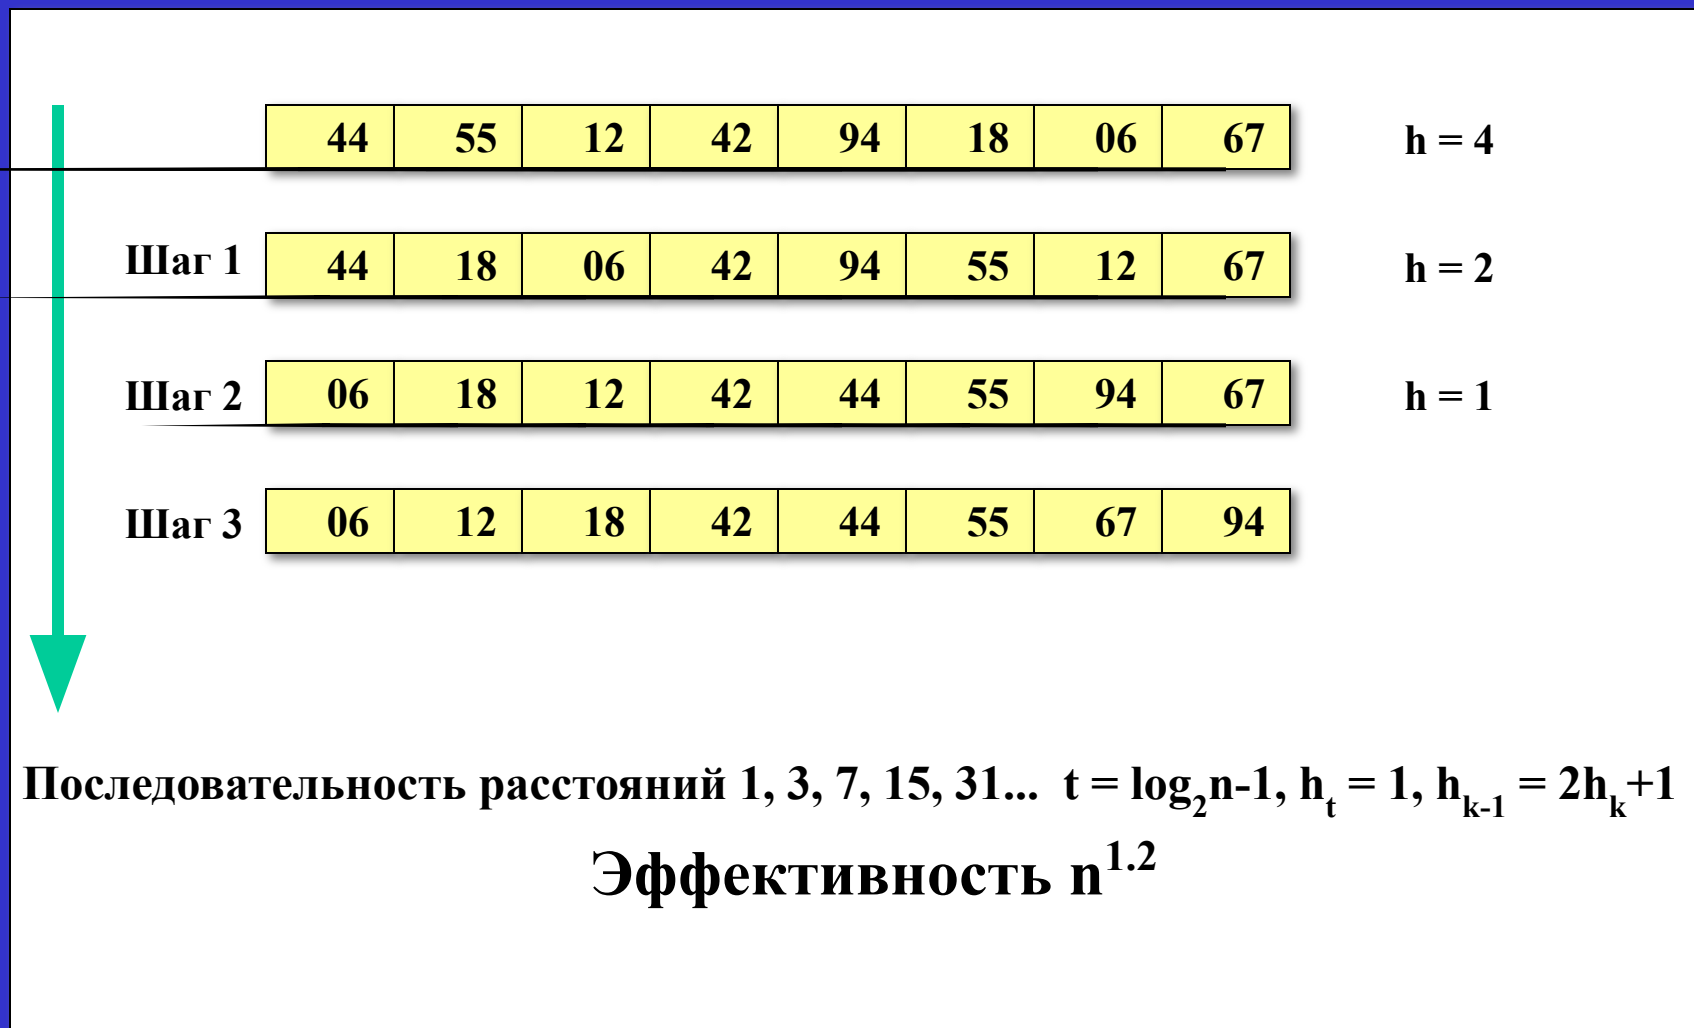 44 55 12 42 94 18 06 67 h = 4
Шаг 1 44 18 06 42 94 55 12 67 h = 2
Шаг 2 06 18 12 42 44 55 94 67 h = 1
Шаг 3 06 12 18 42 44 55 67 94
Последовательность расстояний 1, 3, 7, 15, 31... t = log₂n-1, hₜ = 1, hₖ₋₁ = 2hₖ+1
Эффективность n¹·²